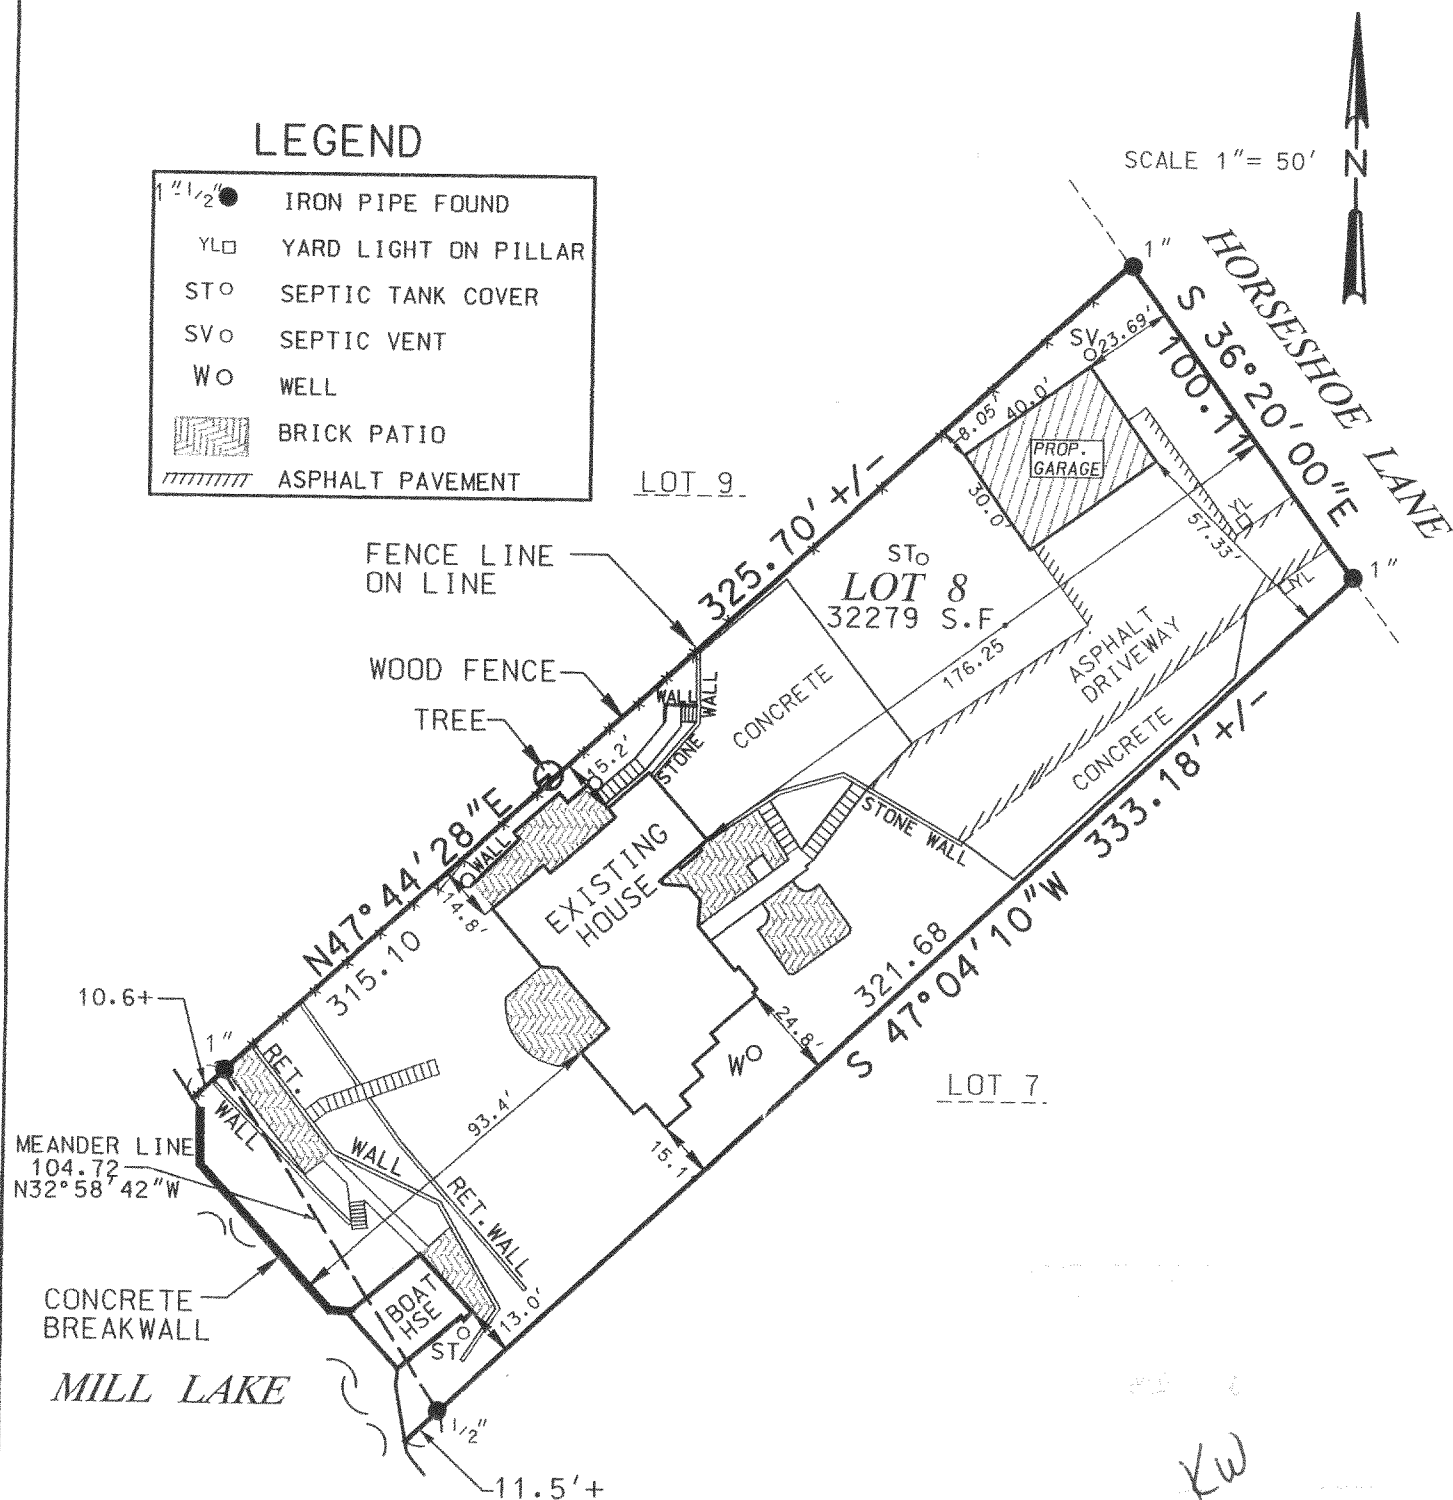 LEGEND
1"-1/2" IRON PIPE FOUND
YL YARD LIGHT ON PILLAR
ST SEPTIC TANK COVER
SV SEPTIC VENT
W WELL
BRICK PATIO
ASPHALT PAVEMENT
SCALE 1"= 50'
N
1"
HORSESHOE LANE
S 36°20'00"E
100.11
SV
23.69'
8.05'
40.0'
PROP.
GARAGE
30.0'
YL
57.33'
YL
1"
LOT 9
FENCE LINE
ON LINE
325.70'+/-
ST
LOT 8
32279 S.F.
176.25
ASPHALT
DRIVEWAY
CONCRETE
CONCRETE
WOOD FENCE
WALL
WALL
TREE
15.2'
STONE
STONE WALL
N47°44'28"E
315.10
WALL
14.8'
EXISTING
HOUSE
333.18'+/-
S 47°04'10"W
321.68
24.8'
W
LOT 7
10.6+
1"
RET.
WALL
93.4'
15.1
MEANDER LINE
104.72
N32°58'42"W
WALL
RET. WALL
CONCRETE
BREAKWALL
BOAT
HSE
13.0'
ST
MILL LAKE
1/2"
11.5'+
KW